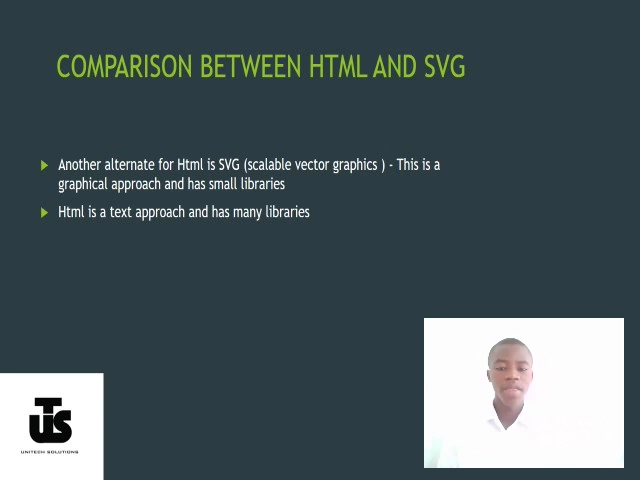 COMPARISON BETWEEN HTML AND SVG
Another alternate for Html is SVG (scalable vector graphics ) - This is a
graphical approach and has small libraries
Html is a text approach and has many libraries
UTS
UNITECH SOLUTIONS